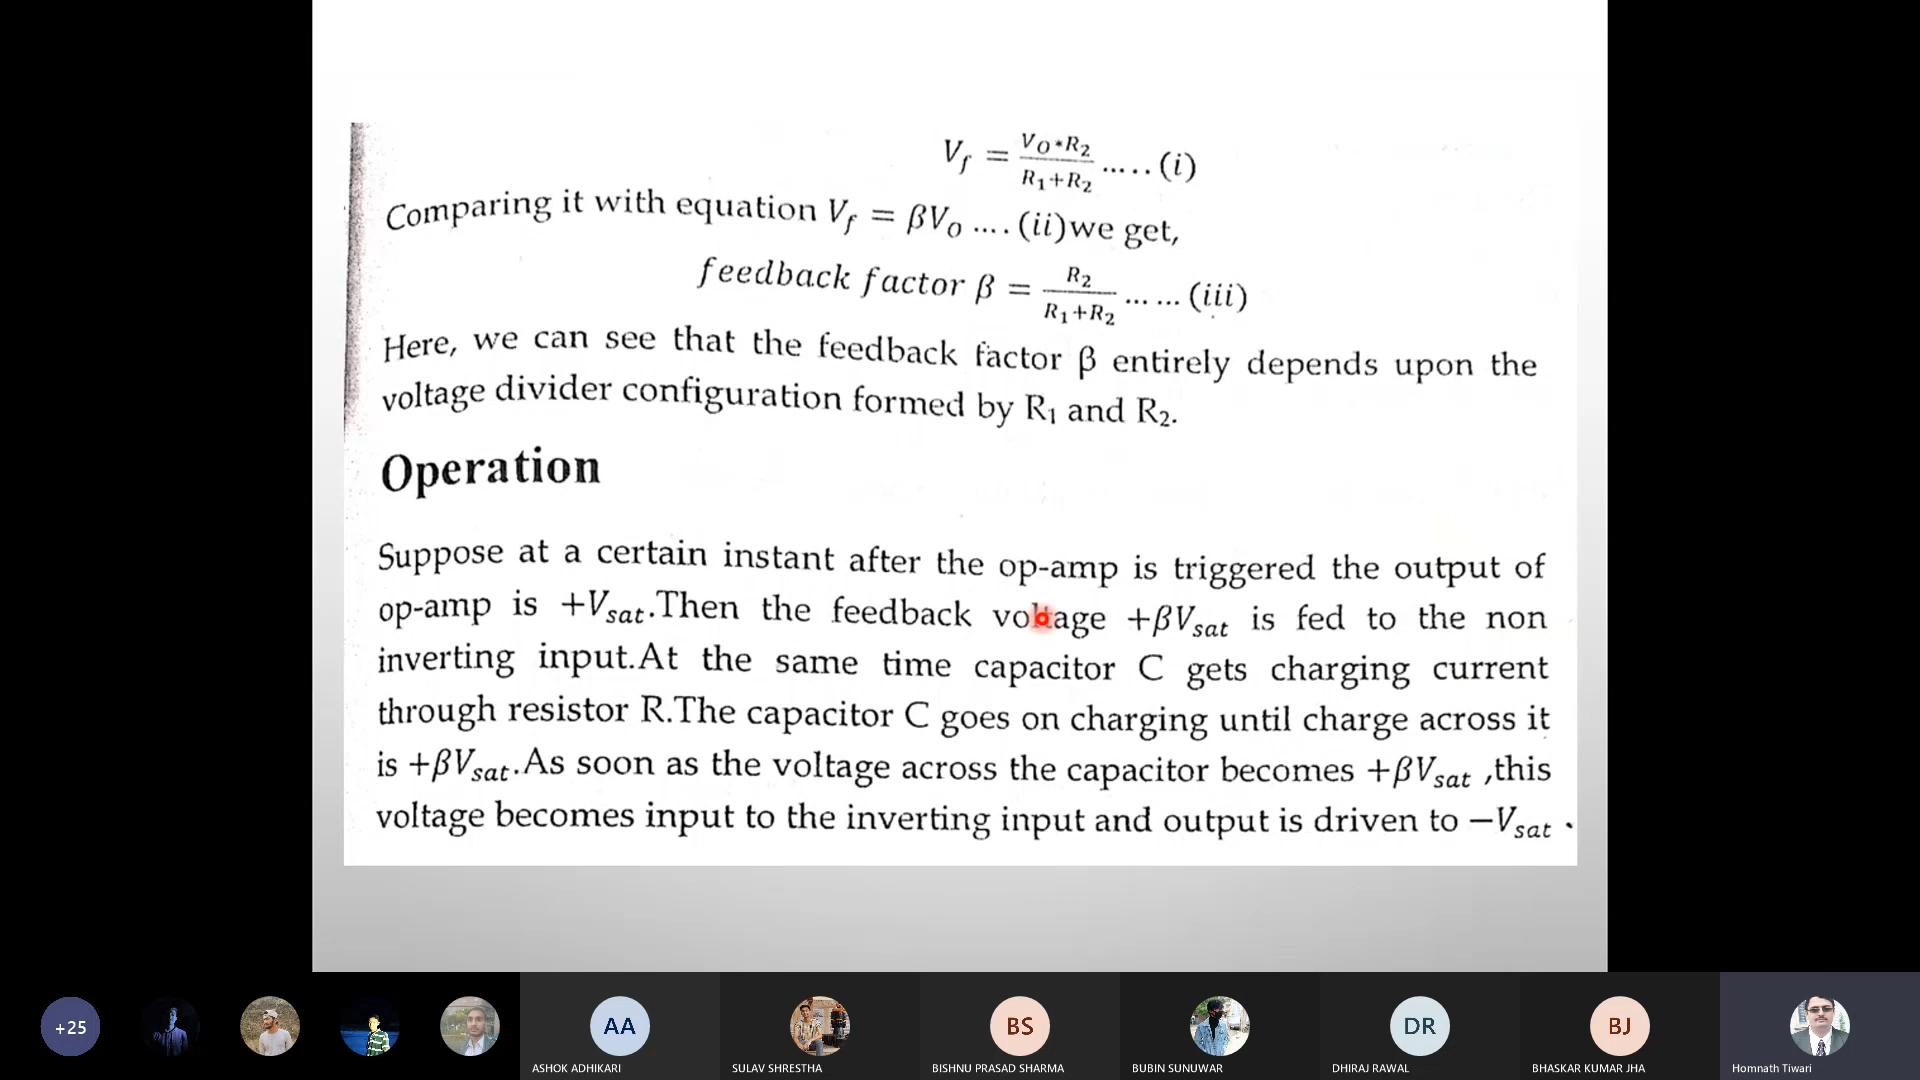 V_f = V_O*R_2 / R_1+R_2 ..... (i)
Comparing it with equation V_f = βV_O .... (ii)we get,
feedback factor β = R_2 / R_1+R_2 ...... (iii)
Here, we can see that the feedback factor β entirely depends upon the
voltage divider configuration formed by R₁ and R₂.
Operation
Suppose at a certain instant after the op-amp is triggered the output of
op-amp is +V_sat.Then the feedback voltage +βV_sat is fed to the non
inverting input.At the same time capacitor C gets charging current
through resistor R.The capacitor C goes on charging until charge across it
is +βV_sat.As soon as the voltage across the capacitor becomes +βV_sat ,this
voltage becomes input to the inverting input and output is driven to −V_sat .
+25
AA
BS
DR
BJ
ASHOK ADHIKARI
SULAV SHRESTHA
BISHNU PRASAD SHARMA
BUBIN SUNUWAR
DHIRAJ RAWAL
BHASKAR KUMAR JHA
Homnath Tiwari